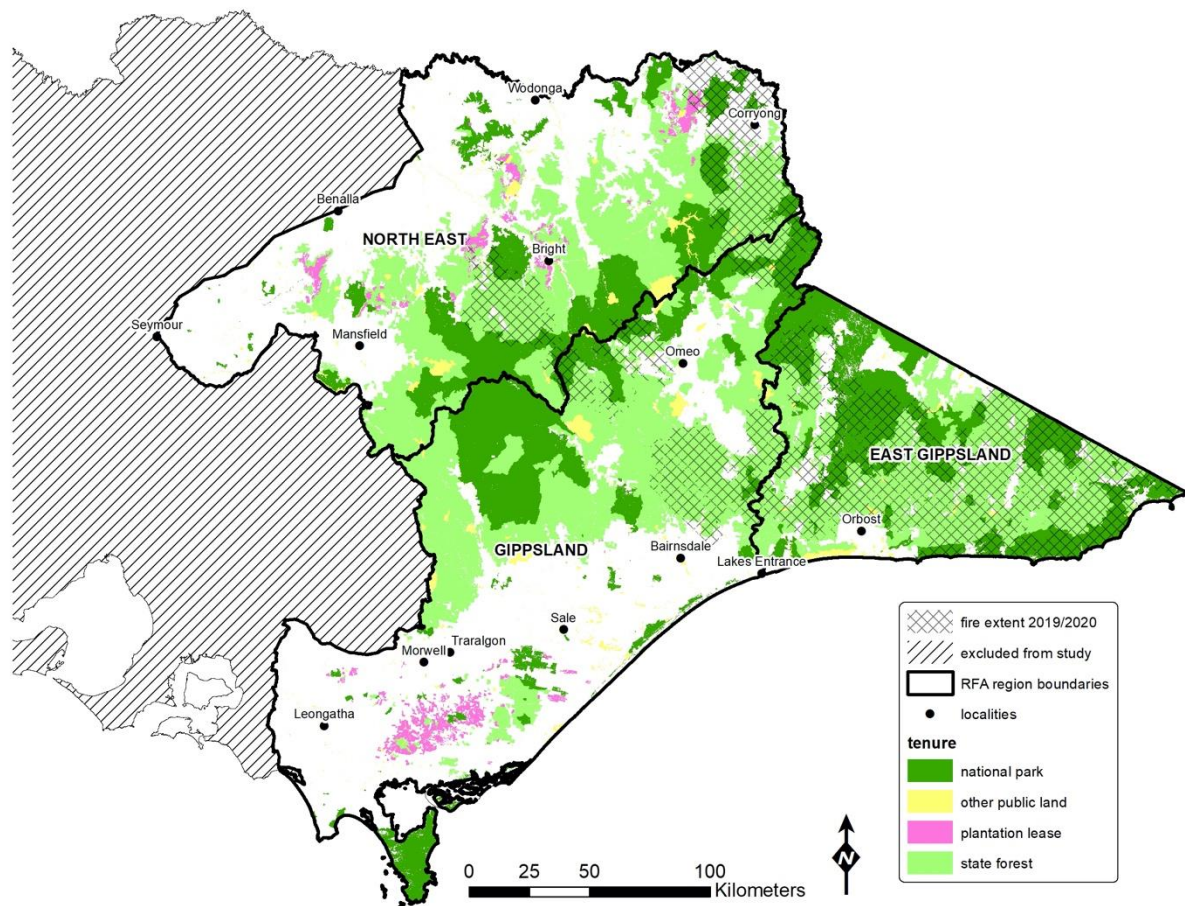 Wodonga
Corryong
Benalla
NORTH EAST
Bright
Seymour
Mansfield
Omeo
EAST GIPPSLAND
Orbost
GIPPSLAND
Bairnsdale
Lakes Entrance
Sale
Traralgon
Morwell
Leongatha
fire extent 2019/2020
excluded from study
RFA region boundaries
localities
tenure
national park
other public land
plantation lease
state forest
N
0 25 50 100
Kilometers